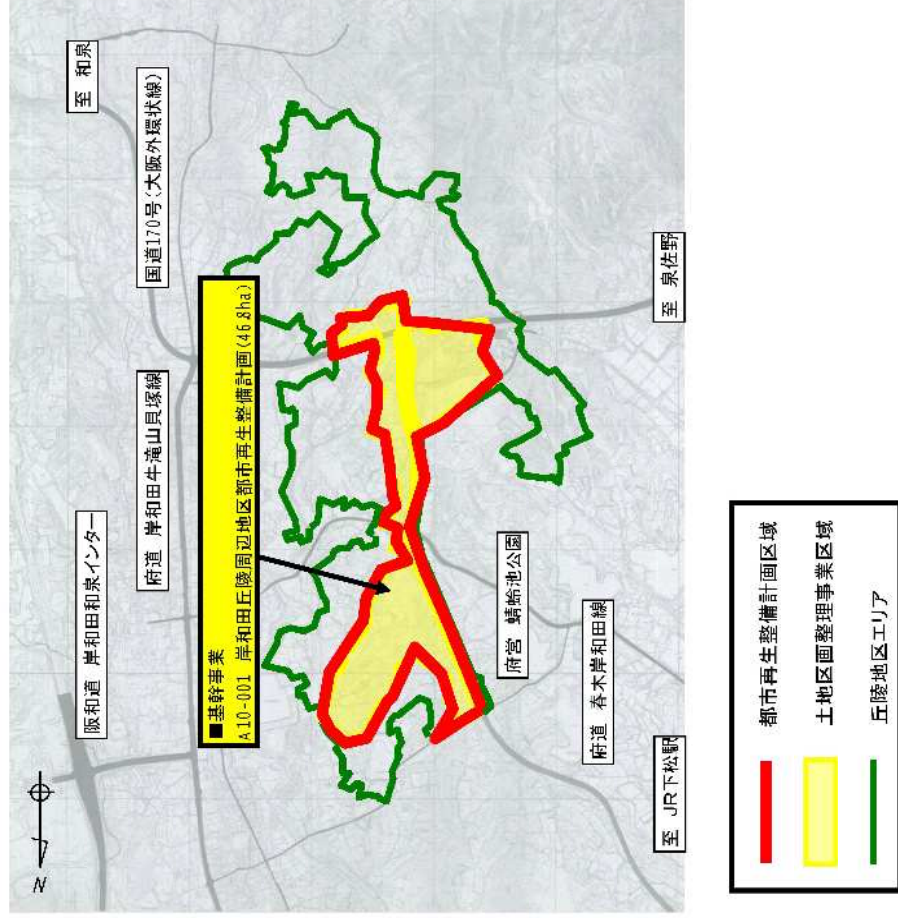 至 和泉
国道170号(大阪外環状線)
阪和道 岸和田和泉インター
府道 岸和田牛滝山貝塚線
■基幹事業
A10-001 岸和田丘陵周辺地区都市再生整備計画(46.8ha)
至 泉佐野
府営 蜻蛉池公園
府道 春木岸和田線
至 JR下松駅
N
都市再生整備計画区域
土地区画整理事業区域
丘陵地区エリア